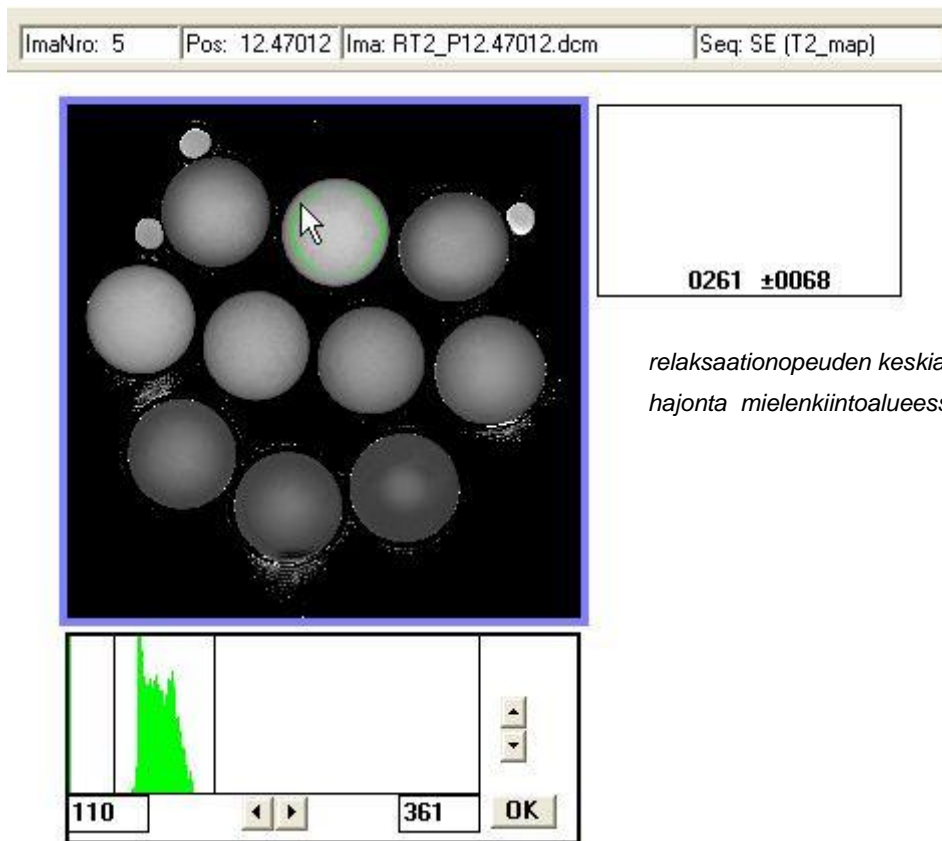 ImaNro: 5 Pos: 12.47012 Ima: RT2_P12.47012.dcm Seq: SE (T2_map)
0261 ±0068
relaksaationopeuden keskia
hajonta mielenkiintoalueess
110 361 OK